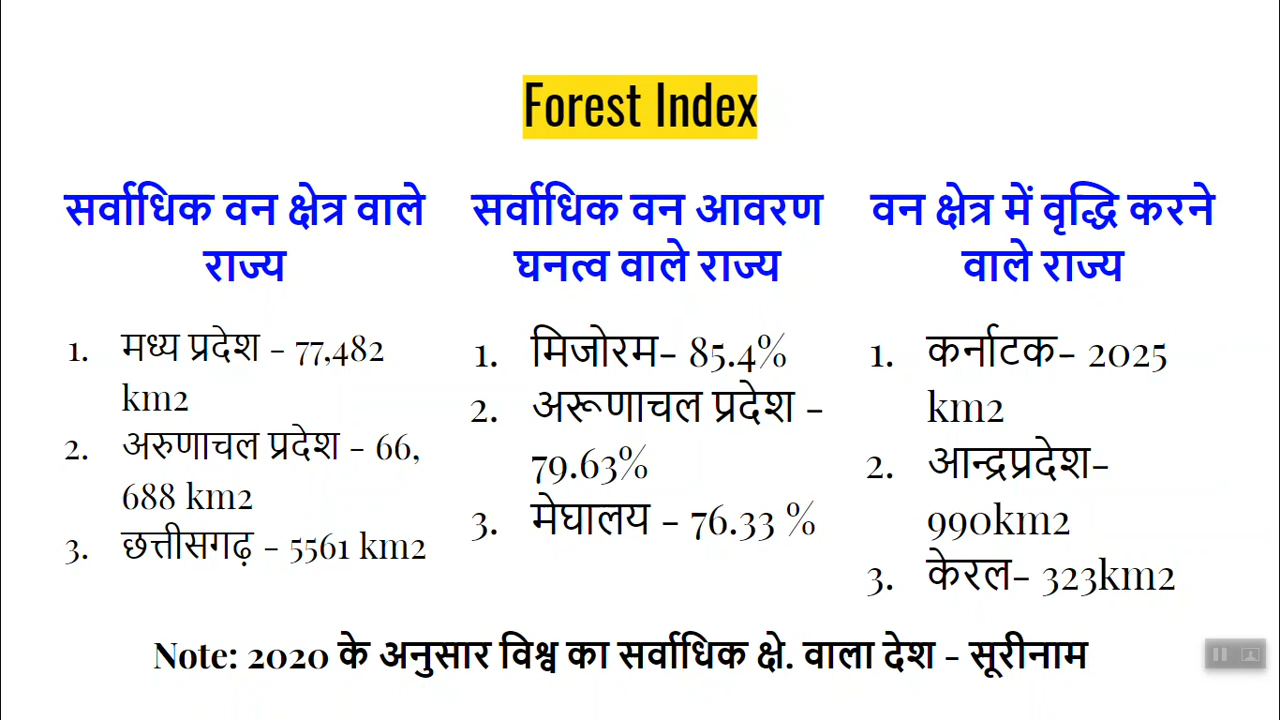 Forest Index
सर्वाधिक वन क्षेत्र वाले
राज्य
1. मध्य प्रदेश - 77,482
km2
2. अरुणाचल प्रदेश - 66,
688 km2
3. छत्तीसगढ़ - 5561 km2
सर्वाधिक वन आवरण
घनत्व वाले राज्य
1. मिजोरम- 85.4%
2. अरूणाचल प्रदेश -
79.63%
3. मेघालय - 76.33 %
वन क्षेत्र में वृद्धि करने
वाले राज्य
1. कर्नाटक- 2025
km2
2. आन्द्रप्रदेश-
990km2
3. केरल- 323km2
Note: 2020 के अनुसार विश्व का सर्वाधिक क्षे. वाला देश - सूरीनाम